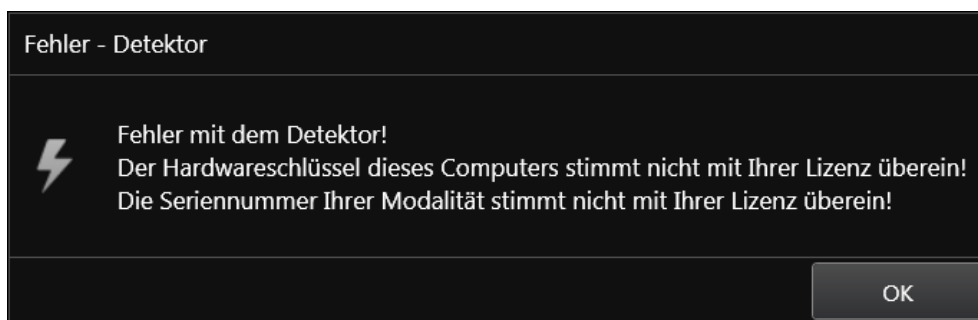 Fehler - Detektor
Fehler mit dem Detektor!
Der Hardwareschlüssel dieses Computers stimmt nicht mit Ihrer Lizenz überein!
Die Seriennummer Ihrer Modalität stimmt nicht mit Ihrer Lizenz überein!
OK